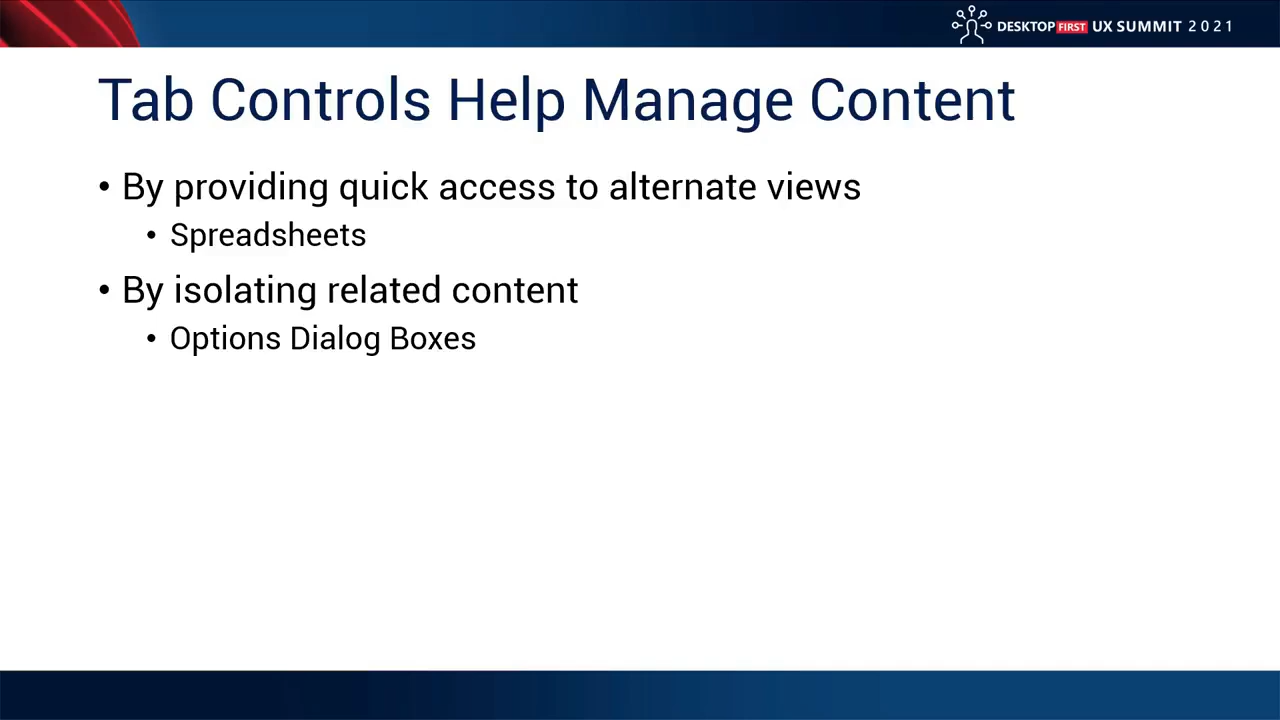 DESKTOP FIRST UX SUMMIT 2021
Tab Controls Help Manage Content
• By providing quick access to alternate views
• Spreadsheets
• By isolating related content
• Options Dialog Boxes